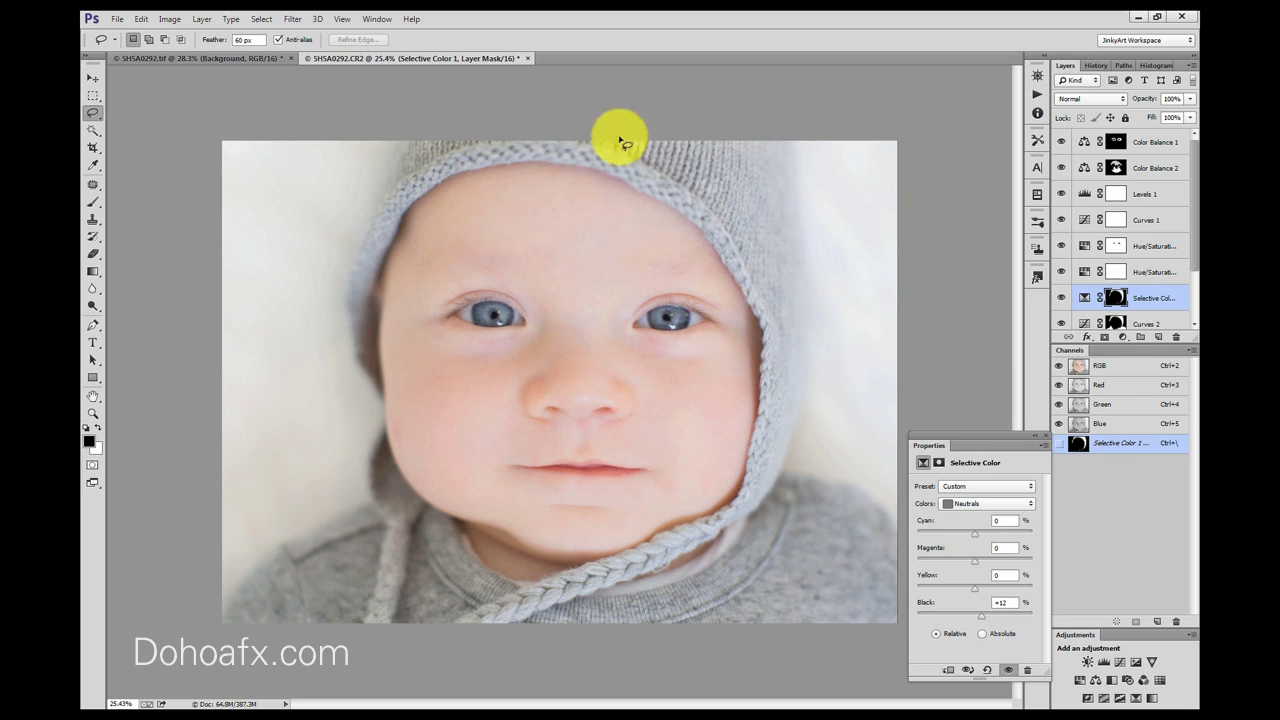 Ps File Edit Image Layer Type Select Filter 3D View Window Help
Feather: 60 px Anti-alias Refine Edge... JinkyArt Workspace
5H5A0292.tif @ 28.3% (Background, RGB/16) * × 5H5A0292.CR2 @ 25.4% (Selective Color 1, Layer Mask/16) * ×
Layers History Paths Histogram
Kind
Normal Opacity: 100%
Lock: Fill: 100%
Color Balance 1
Color Balance 2
Levels 1
Curves 1
Hue/Saturati...
Hue/Saturati...
Selective Col...
Curves 2
fx
Channels
RGB Ctrl+2
Red Ctrl+3
Green Ctrl+4
Blue Ctrl+5
Selective Color 1 ... Ctrl+\
Properties
Selective Color
Preset: Custom
Colors: Neutrals
Cyan: 0 %
Magenta: 0 %
Yellow: 0 %
Black: +12 %
Relative Absolute
Adjustments
Add an adjustment
Dohoafx.com
25.43% Doc: 64.8M/387.3M